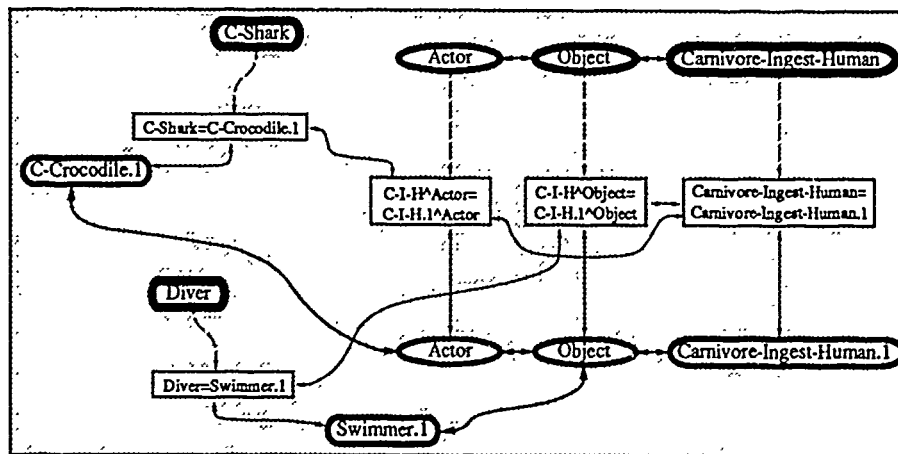 C-Shark
Actor
Object
Carnivore-Ingest-Human
C-Shark=C-Crocodile.1
C-Crocodile.1
C-I-H^Actor=
C-I-H.1^Actor
C-I-H^Object=
C-I-H.1^Object
Carnivore-Ingest-Human=
Carnivore-Ingest-Human.1
Diver
Actor
Object
Carnivore-Ingest-Human.1
Diver=Swimmer.1
Swimmer.1